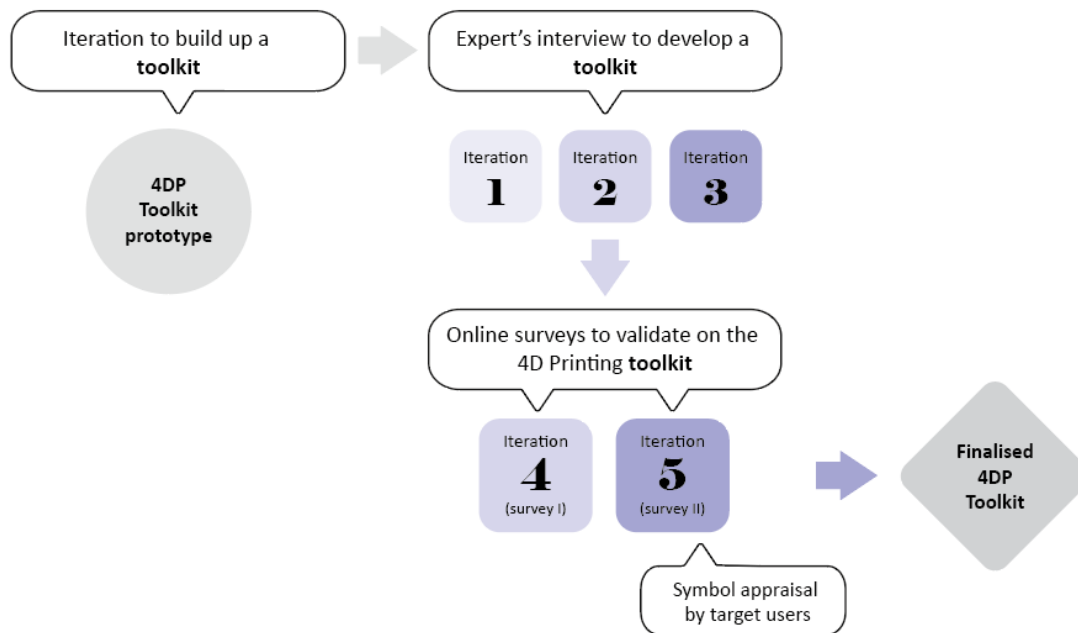 Iteration to build up a
toolkit
Expert’s interview to develop a
toolkit
4DP
Toolkit
prototype
Iteration
1
Iteration
2
Iteration
3
Online surveys to validate on the
4D Printing toolkit
Iteration
4
(survey I)
Iteration
5
(survey II)
Finalised
4DP
Toolkit
Symbol appraisal
by target users